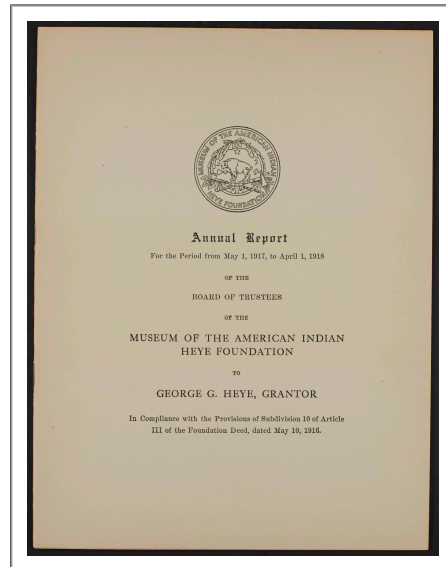 MUSEUM OF THE AMERICAN INDIAN
HEYE FOUNDATION
Annual Report
For the Period from May 1, 1917, to April 1, 1918
OF THE
BOARD OF TRUSTEES
OF THE
MUSEUM OF THE AMERICAN INDIAN
HEYE FOUNDATION
TO
GEORGE G. HEYE, GRANTOR
In Compliance with the Provisions of Subdivision 10 of Article
III of the Foundation Deed, dated May 10, 1916.